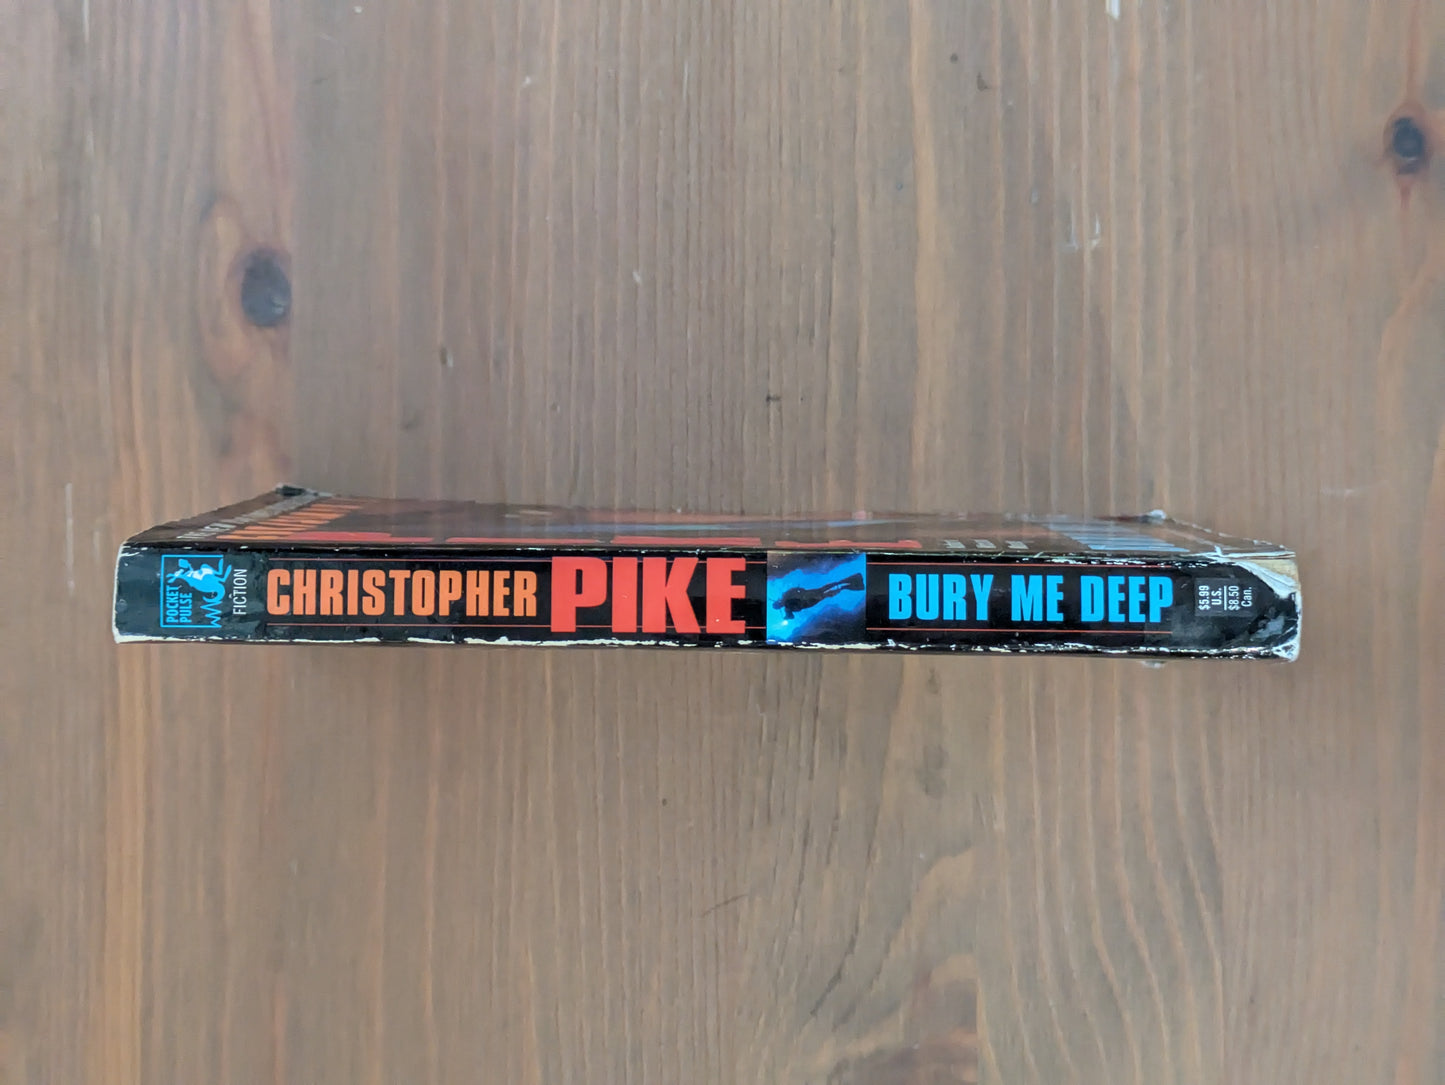 POCKET
PULSE
FICTION
CHRISTOPHER PIKE
BURY ME DEEP
$5.99
U.S.
$8.50
Can.